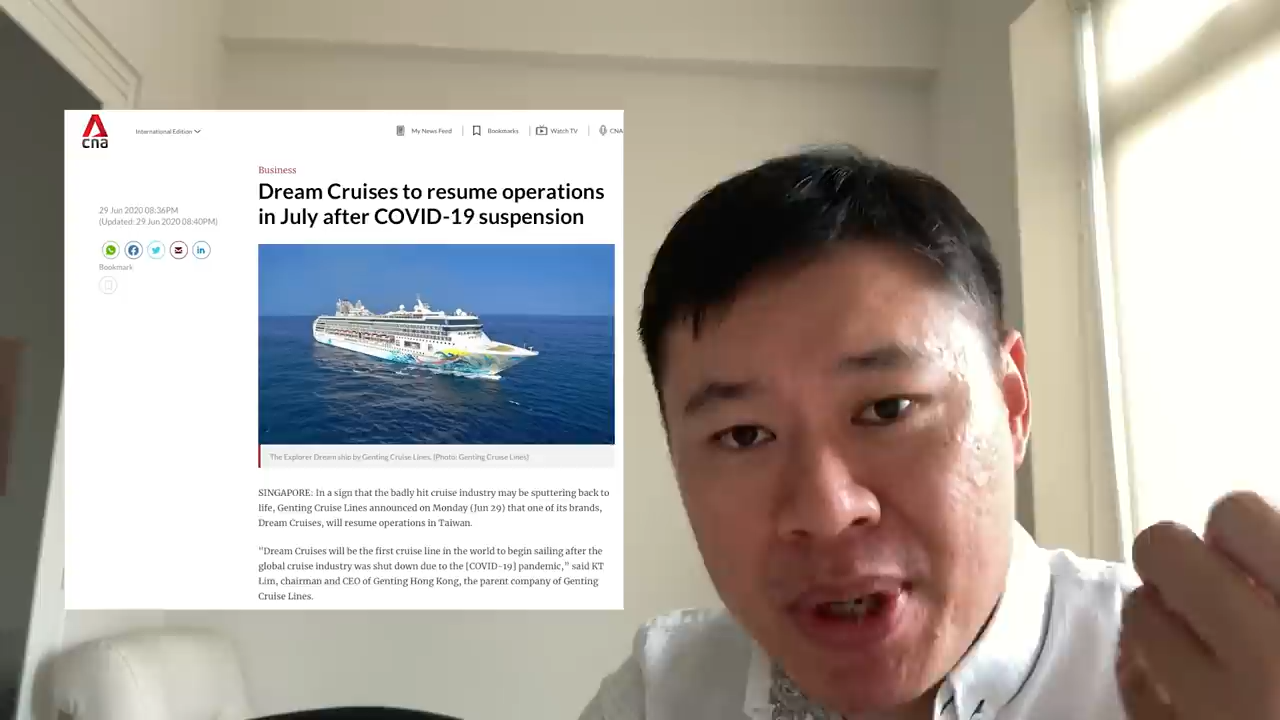 cna
International Edition
My News Feed
Bookmarks
Watch TV
CNA
Business
Dream Cruises to resume operations
in July after COVID-19 suspension
29 Jun 2020 08:36PM
(Updated: 29 Jun 2020 08:40PM)
Bookmark
The Explorer Dream ship by Genting Cruise Lines. (Photo: Genting Cruise Lines)
SINGAPORE: In a sign that the badly hit cruise industry may be sputtering back to
life, Genting Cruise Lines announced on Monday (Jun 29) that one of its brands,
Dream Cruises, will resume operations in Taiwan.
"Dream Cruises will be the first cruise line in the world to begin sailing after the
global cruise industry was shut down due to the [COVID-19] pandemic,” said KT
Lim, chairman and CEO of Genting Hong Kong, the parent company of Genting
Cruise Lines.